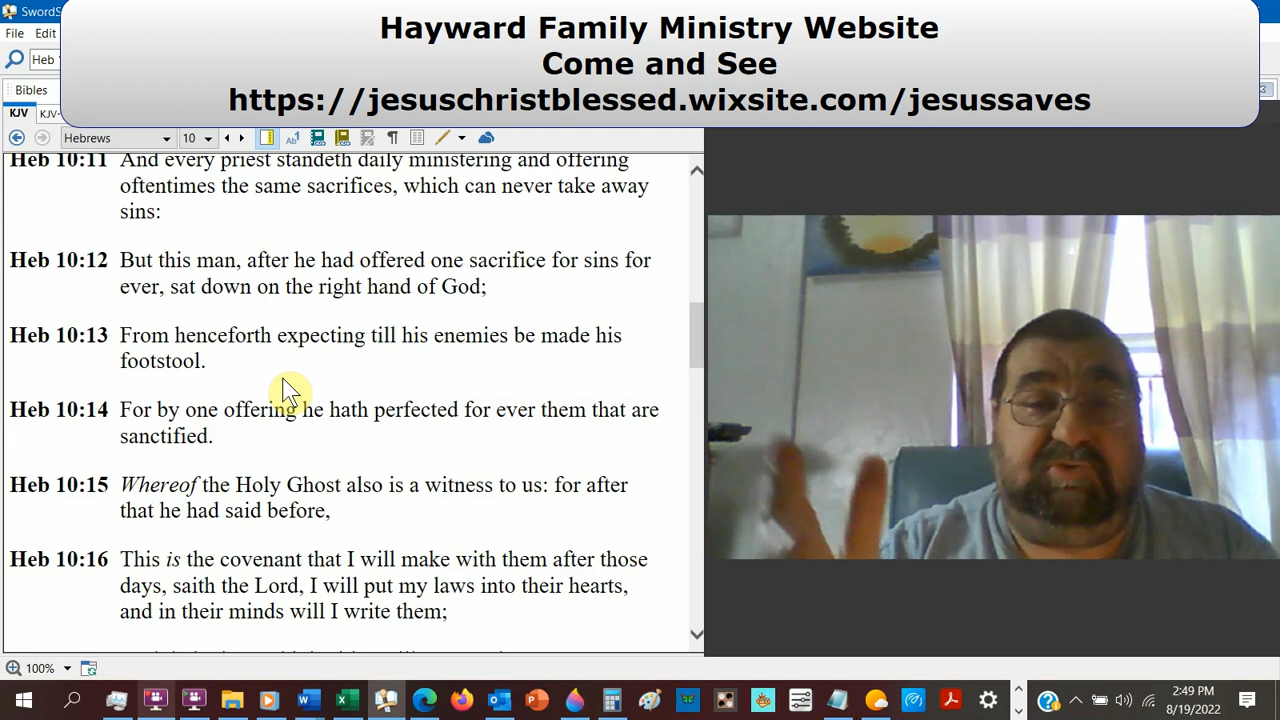 SwordS
Hayward Family Ministry Website
Come and See
https://jesuschristblessed.wixsite.com/jesussaves
File Edit
Heb
Bibles
KJV KJV-
Hebrews 10
Heb 10:11 And every priest standeth daily ministering and offering
oftentimes the same sacrifices, which can never take away
sins:
Heb 10:12 But this man, after he had offered one sacrifice for sins for
ever, sat down on the right hand of God;
Heb 10:13 From henceforth expecting till his enemies be made his
footstool.
Heb 10:14 For by one offering he hath perfected for ever them that are
sanctified.
Heb 10:15 Whereof the Holy Ghost also is a witness to us: for after
that he had said before,
Heb 10:16 This is the covenant that I will make with them after those
days, saith the Lord, I will put my laws into their hearts,
and in their minds will I write them;
100%
2:49 PM
8/19/2022